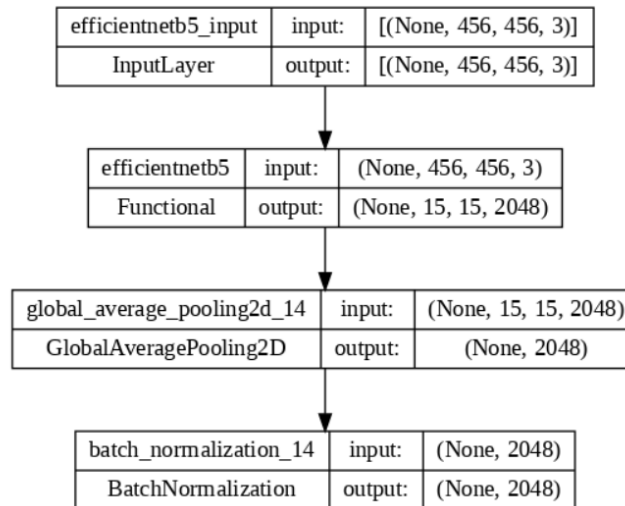 efficientnetb5_input input: [(None, 456, 456, 3)]
InputLayer output: [(None, 456, 456, 3)]
efficientnetb5 input: (None, 456, 456, 3)
Functional output: (None, 15, 15, 2048)
global_average_pooling2d_14 input: (None, 15, 15, 2048)
GlobalAveragePooling2D output: (None, 2048)
batch_normalization_14 input: (None, 2048)
BatchNormalization output: (None, 2048)